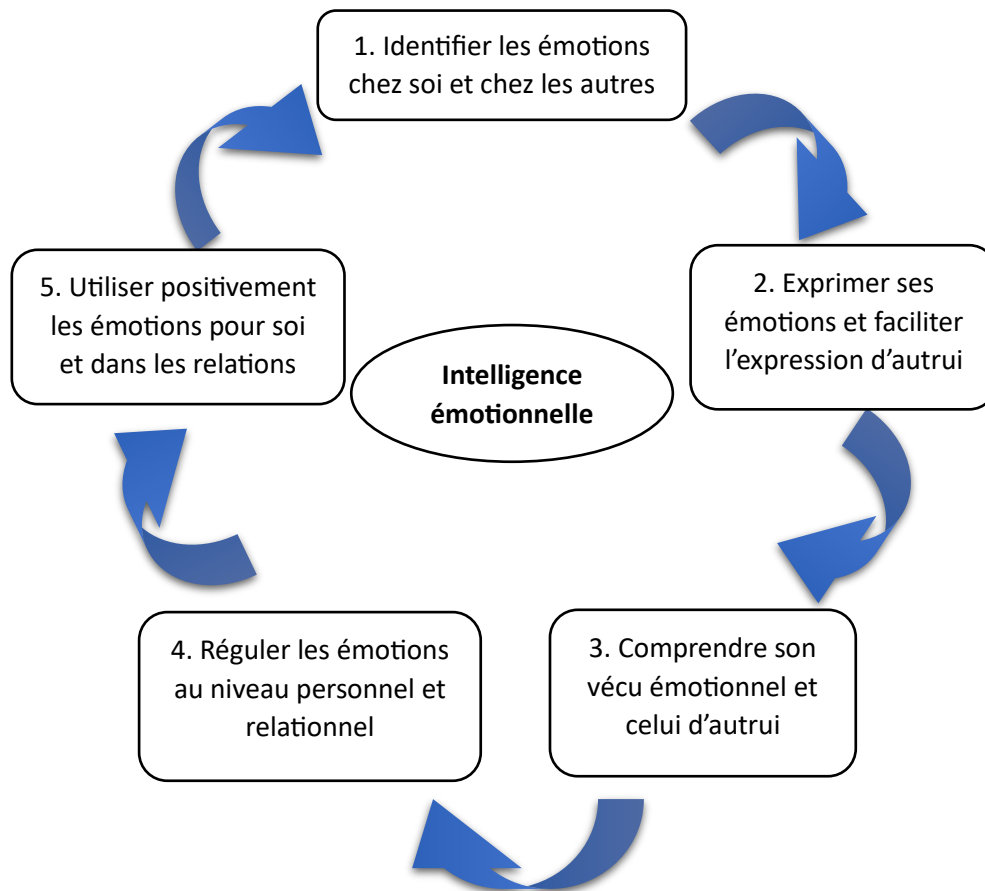 1. Identifier les émotions
chez soi et chez les autres
2. Exprimer ses
émotions et faciliter
l’expression d’autrui
3. Comprendre son
vécu émotionnel et
celui d’autrui
4. Réguler les émotions
au niveau personnel et
relationnel
5. Utiliser positivement
les émotions pour soi
et dans les relations
Intelligence
émotionnelle